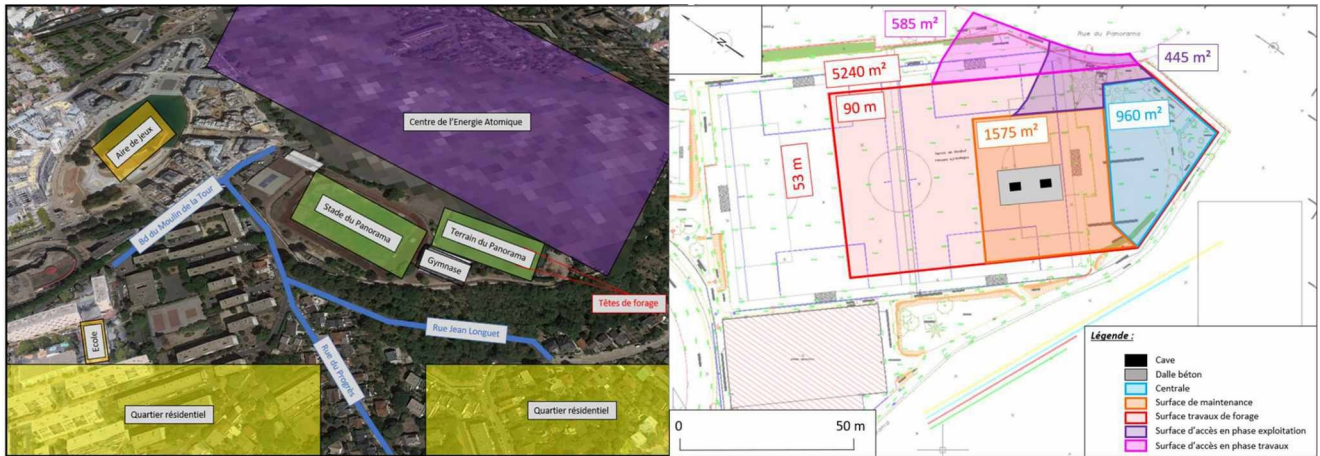 Centre de l'Energie Atomique
Aire de jeux
Bd du Moulin de la Tour
Stade du Panorama
Terrain du Panorama
Gymnase
Têtes de forage
Rue Jean Longuet
Ecole
Rue du Progrès
Quartier résidentiel
Quartier résidentiel
N
585 m²
Rue du Panorama
445 m²
5240 m²
90 m
960 m²
1575 m²
53 m
0
50 m
Légende :
Cave
Dalle béton
Centrale
Surface de maintenance
Surface travaux de forage
Surface d'accès en phase exploitation
Surface d'accès en phase travaux